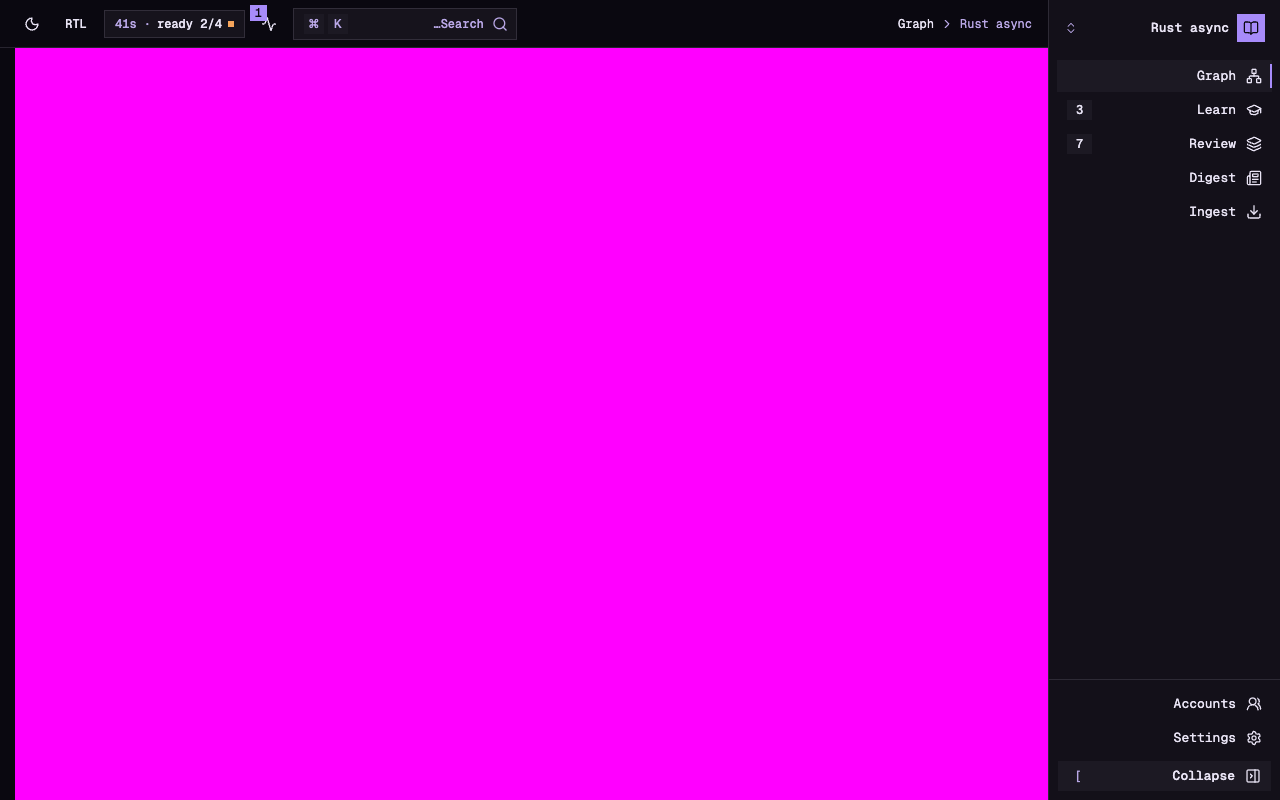 RTL
41s · ready 2/4
1
⌘ K
…Search
Graph > Rust async
Rust async
Graph
3 Learn
7 Review
Digest
Ingest
Accounts
Settings
[ Collapse